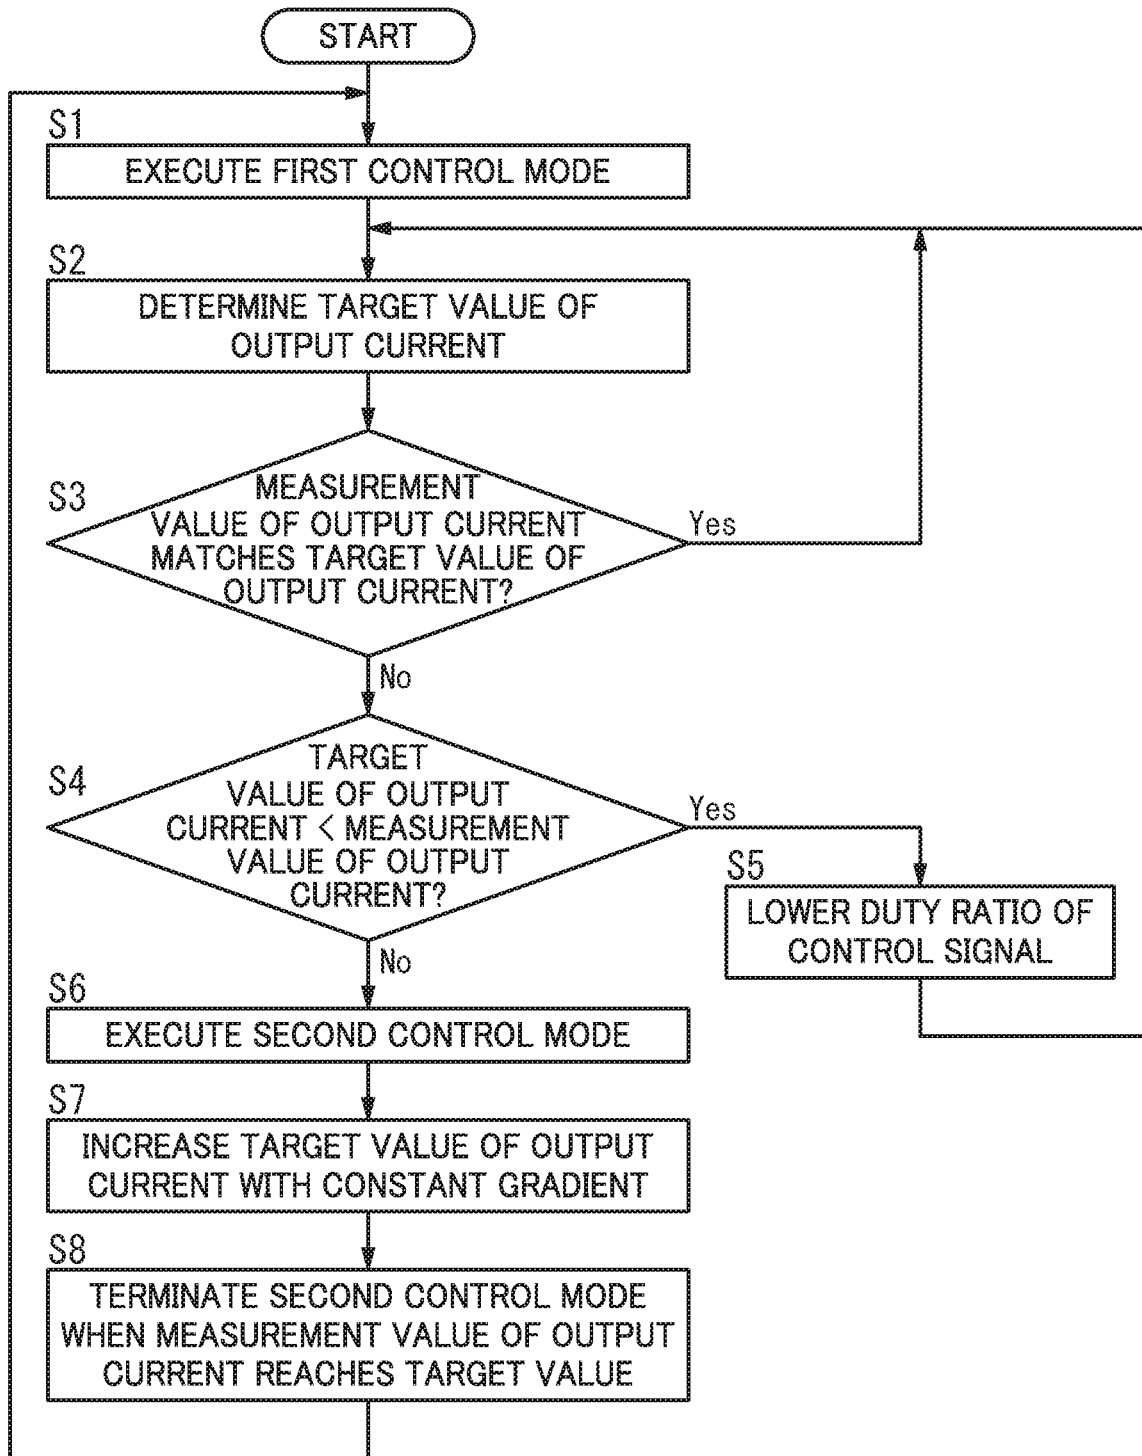 START
S1
EXECUTE FIRST CONTROL MODE
S2
DETERMINE TARGET VALUE OF
OUTPUT CURRENT
S3
MEASUREMENT
VALUE OF OUTPUT CURRENT
MATCHES TARGET VALUE OF
OUTPUT CURRENT?
Yes
No
S4
TARGET
VALUE OF OUTPUT
CURRENT < MEASUREMENT
VALUE OF OUTPUT
CURRENT?
Yes
S5
LOWER DUTY RATIO OF
CONTROL SIGNAL
No
S6
EXECUTE SECOND CONTROL MODE
S7
INCREASE TARGET VALUE OF OUTPUT
CURRENT WITH CONSTANT GRADIENT
S8
TERMINATE SECOND CONTROL MODE
WHEN MEASUREMENT VALUE OF OUTPUT
CURRENT REACHES TARGET VALUE